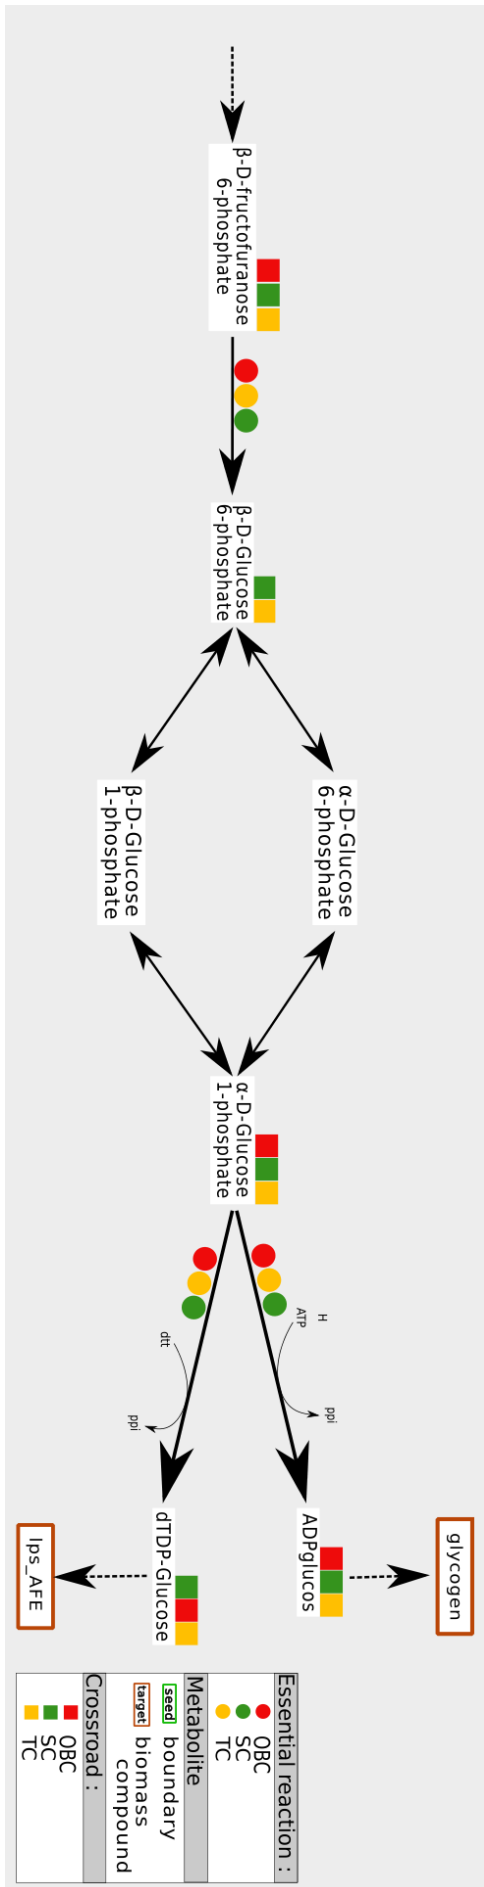 β-D-fructofuranose
6-phosphate
β-D-Glucose
6-phosphate
α-D-Glucose
6-phosphate
β-D-Glucose
1-phosphate
α-D-Glucose
1-phosphate
H
ATP
ppi
dtt
ppi
ADPglucos
dTDP-Glucose
glycogen
lps_AFE
Essential reaction :
OBC
SC
TC
Metabolite
seed boundary
target biomass
compound
Crossroad :
OBC
SC
TC